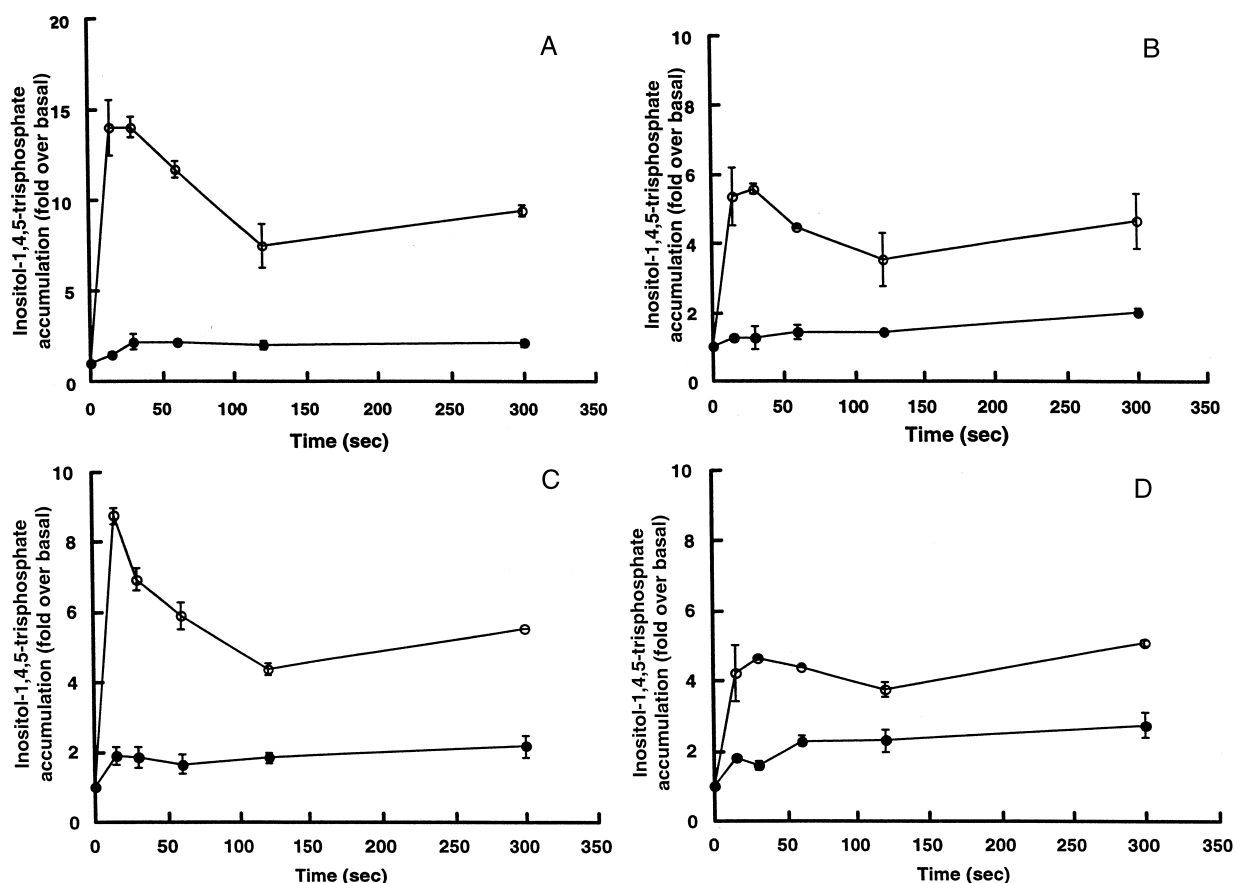 A
Inositol-1,4,5-trisphosphate
accumulation (fold over basal)
20
15
10
5
0
0 50 100 150 200 250 300 350
Time (sec)
B
Inositol-1,4,5-trisphosphate
accumulation (fold over basal)
10
8
6
4
2
0
0 50 100 150 200 250 300 350
Time (sec)
C
Inositol-1,4,5-trisphosphate
accumulation (fold over basal)
10
8
6
4
2
0
0 50 100 150 200 250 300 350
Time (sec)
D
Inositol-1,4,5-trisphosphate
accumulation (fold over basal)
10
8
6
4
2
0
0 50 100 150 200 250 300 350
Time (sec)